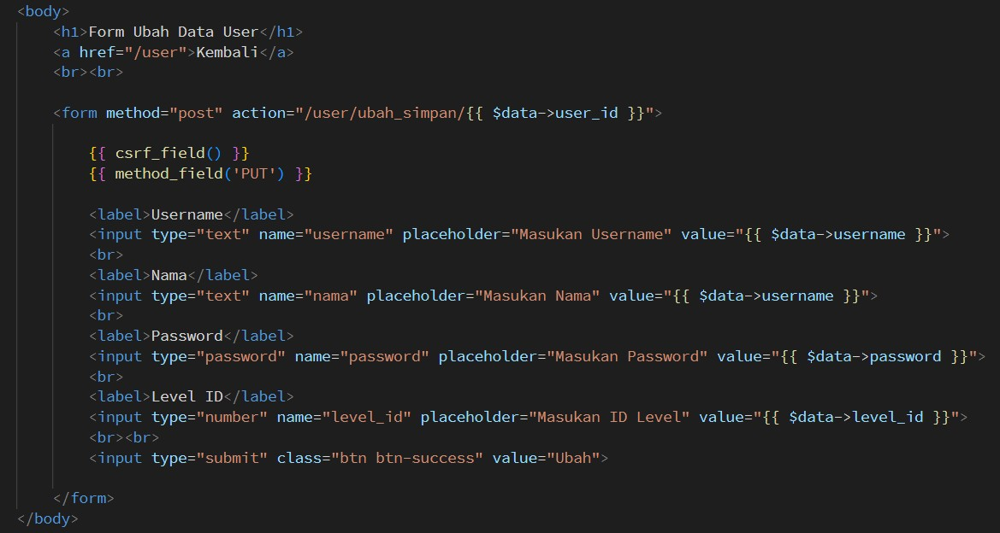 <body>
<h1>Form Ubah Data User</h1>
<a href="/user">Kembali</a>
<br><br>
<form method="post" action="/user/ubah_simpan/{{ $data->user_id }}">
{{ csrf_field() }}
{{ method_field('PUT') }}
<label>Username</label>
<input type="text" name="username" placeholder="Masukan Username" value="{{ $data->username }}">
<br>
<label>Nama</label>
<input type="text" name="nama" placeholder="Masukan Nama" value="{{ $data->username }}">
<br>
<label>Password</label>
<input type="password" name="password" placeholder="Masukan Password" value="{{ $data->password }}">
<br>
<label>Level ID</label>
<input type="number" name="level_id" placeholder="Masukan ID Level" value="{{ $data->level_id }}">
<br><br>
<input type="submit" class="btn btn-success" value="Ubah">
</form>
</body>